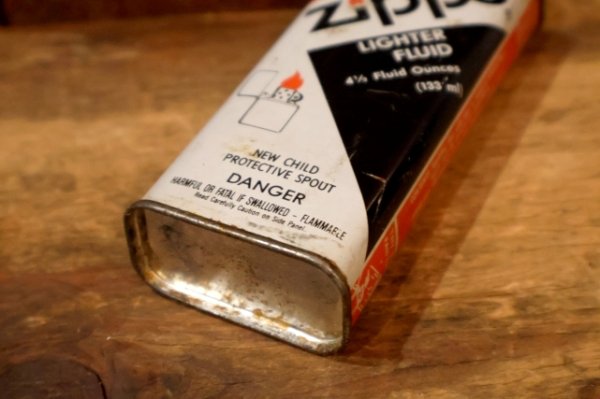 zippo
LIGHTER
FLUID
4½ Fluid Ounces
(133 ml)
NEW CHILD
PROTECTIVE SPOUT
DANGER
HARMFUL OR FATAL IF SWALLOWED - FLAMMABLE
Read Carefully Caution on Side Panel